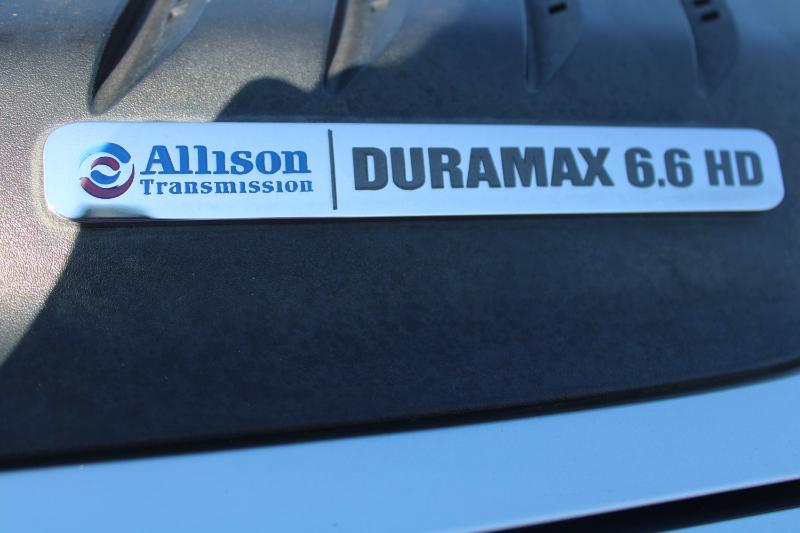 Allison
Transmission
DURAMAX 6.6 HD